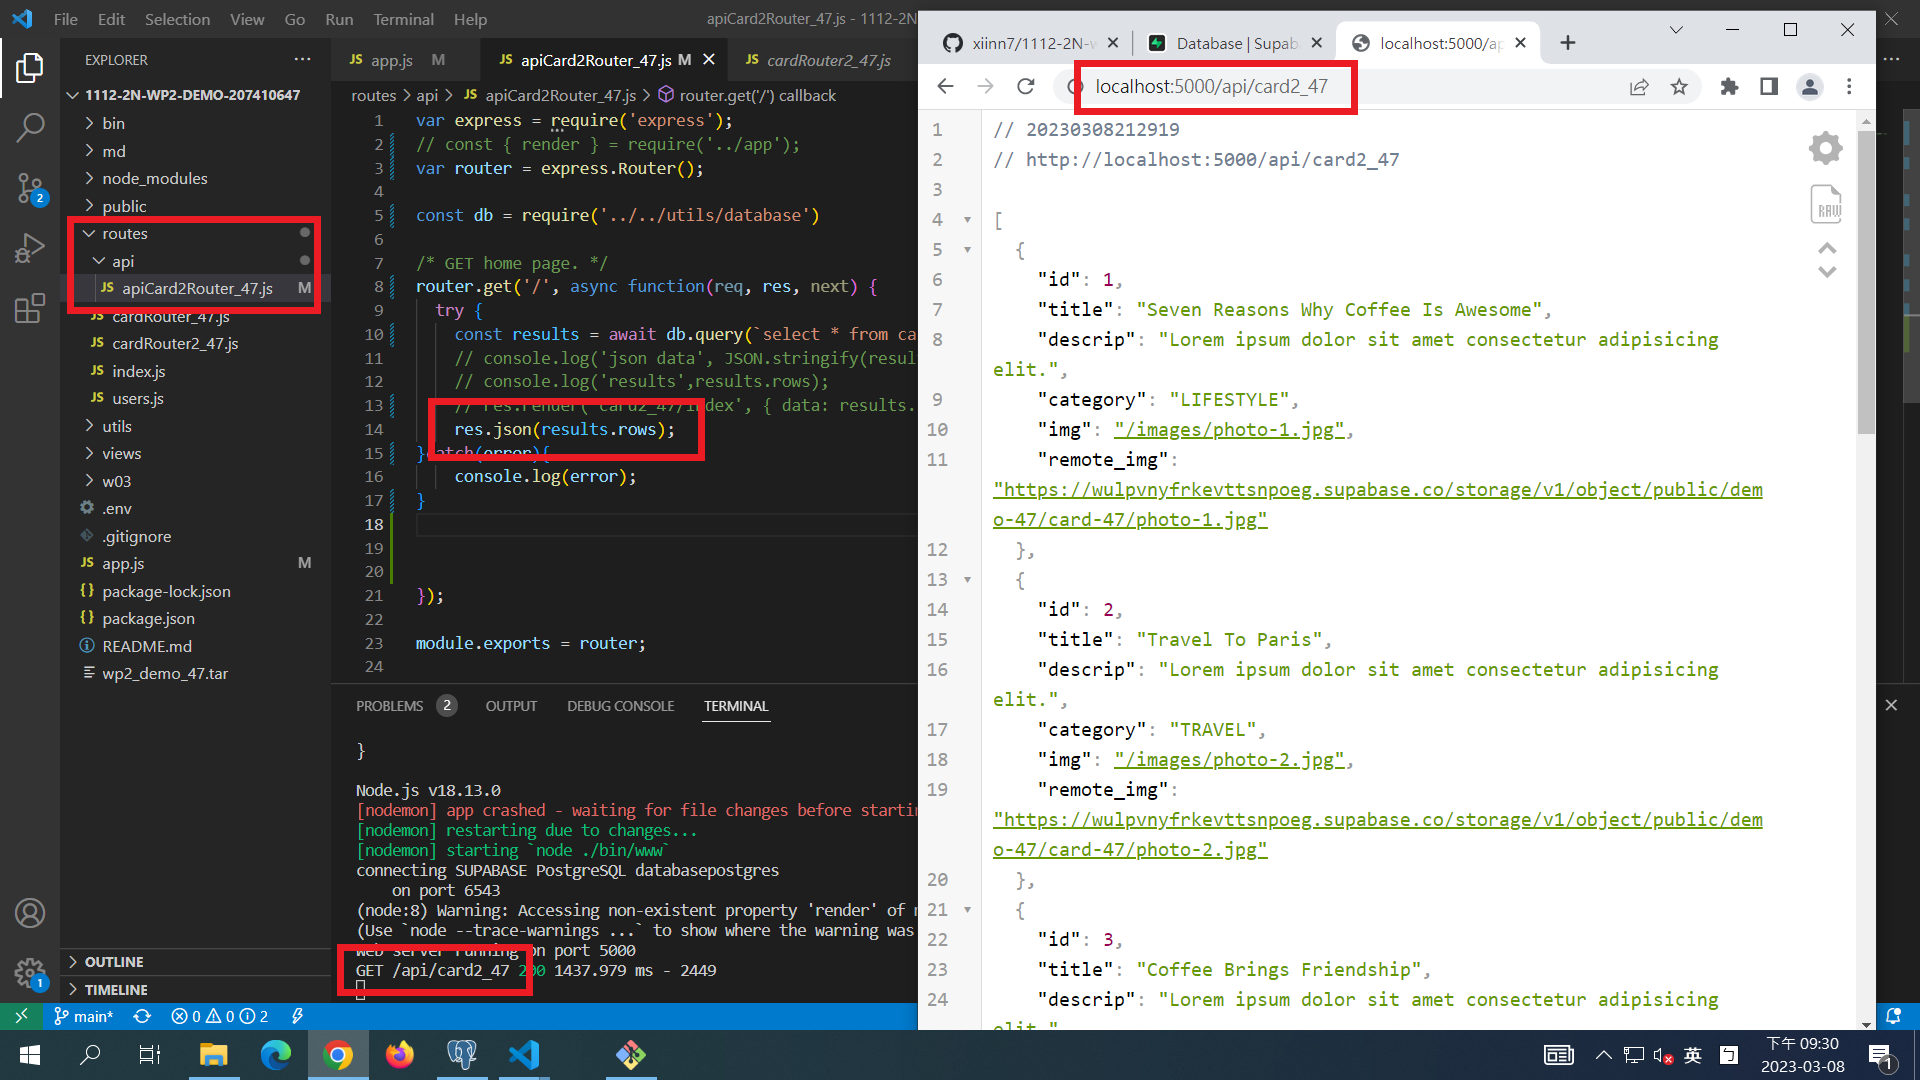 File Edit Selection View Go Run Terminal Help
apiCard2Router_47.js - 1112-2N
EXPLORER
1112-2N-WP2-DEMO-207410647
bin
md
node_modules
public
routes
api
JS apiCard2Router_47.js M
JS cardRouter_47.js
JS cardRouter2_47.js
JS index.js
JS users.js
utils
views
w03
.env
.gitignore
JS app.js M
{} package-lock.json
{} package.json
README.md
wp2_demo_47.tar
OUTLINE
TIMELINE
2
1
JS app.js M
JS apiCard2Router_47.js M
JS cardRouter2_47.js
routes > api > JS apiCard2Router_47.js > router.get('/') callback
1 var express = require('express');
2 // const { render } = require('../app');
3 var router = express.Router();
4
5 const db = require('../../utils/database')
6
7 /* GET home page. */
8 router.get('/', async function(req, res, next) {
9 try {
10 const results = await db.query(`select * from ca
11 // console.log('json data', JSON.stringify(resul
12 // console.log('results',results.rows);
13 // res.render('card2_47/index', { data: results.
14 res.json(results.rows);
15 }catch(error){
16 console.log(error);
17 }
18
19
20
21 });
22
23 module.exports = router;
24
PROBLEMS 2 OUTPUT DEBUG CONSOLE TERMINAL
}
Node.js v18.13.0
[nodemon] app crashed - waiting for file changes before starti
[nodemon] restarting due to changes...
[nodemon] starting `node ./bin/www`
connecting SUPABASE PostgreSQL databasepostgres
on port 6543
(node:8) Warning: Accessing non-existent property 'render' of
(Use `node --trace-warnings ...` to show where the warning was
web server running on port 5000
GET /api/card2_47 200 1437.979 ms - 2449
main* 0 0 2
xiinn7/1112-2N-w
Database | Supab
localhost:5000/ap
localhost:5000/api/card2_47
1 // 20230308212919
2 // http://localhost:5000/api/card2_47
3
4 [
5 {
6 "id": 1,
7 "title": "Seven Reasons Why Coffee Is Awesome",
8 "descrip": "Lorem ipsum dolor sit amet consectetur adipisicing
elit.",
9 "category": "LIFESTYLE",
10 "img": "/images/photo-1.jpg",
11 "remote_img":
"https://wulpvnyfrkevttsnpoeg.supabase.co/storage/v1/object/public/dem
o-47/card-47/photo-1.jpg"
12 },
13 {
14 "id": 2,
15 "title": "Travel To Paris",
16 "descrip": "Lorem ipsum dolor sit amet consectetur adipisicing
elit.",
17 "category": "TRAVEL",
18 "img": "/images/photo-2.jpg",
19 "remote_img":
"https://wulpvnyfrkevttsnpoeg.supabase.co/storage/v1/object/public/dem
o-47/card-47/photo-2.jpg"
20 },
21 {
22 "id": 3,
23 "title": "Coffee Brings Friendship",
24 "descrip": "Lorem ipsum dolor sit amet consectetur adipisicing
elit."
RAW
英
ㄅ
下午 09:30
2023-03-08
1